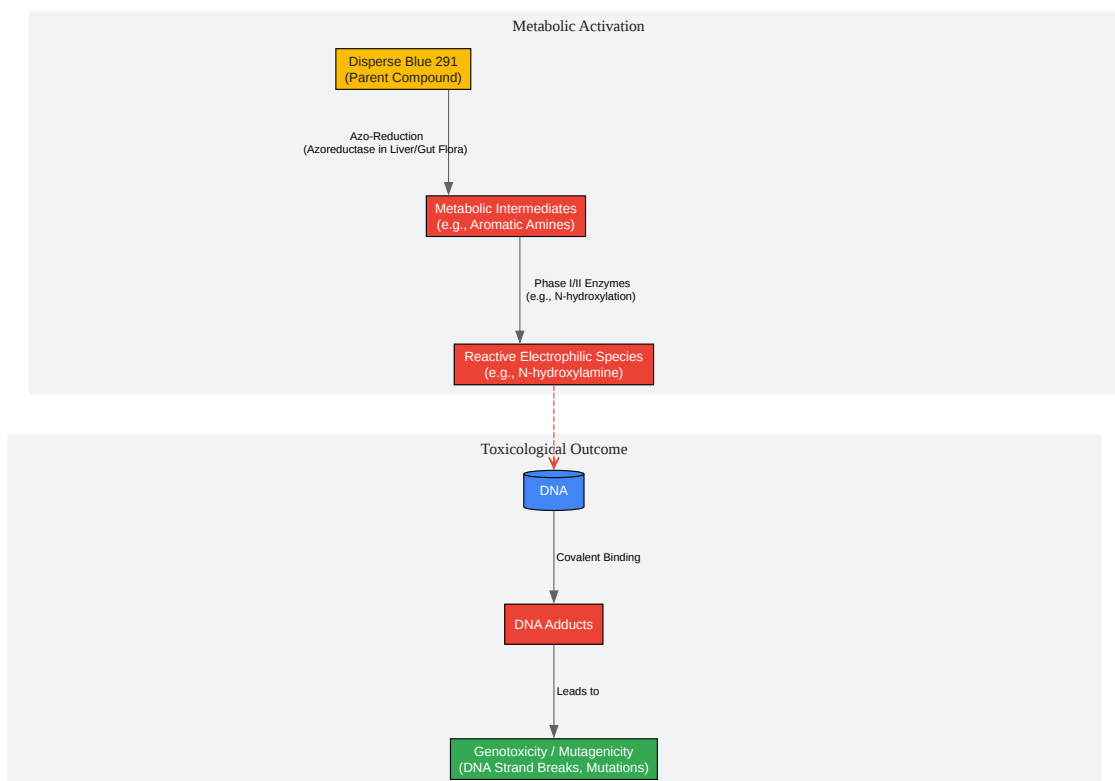 Metabolic Activation
Disperse Blue 291
(Parent Compound)
Azo-Reduction
(Azoreductase in Liver/Gut Flora)
Metabolic Intermediates
(e.g., Aromatic Amines)
Phase I/II Enzymes
(e.g., N-hydroxylation)
Reactive Electrophilic Species
(e.g., N-hydroxylamine)
Toxicological Outcome
DNA
Covalent Binding
DNA Adducts
Leads to
Genotoxicity / Mutagenicity
(DNA Strand Breaks, Mutations)